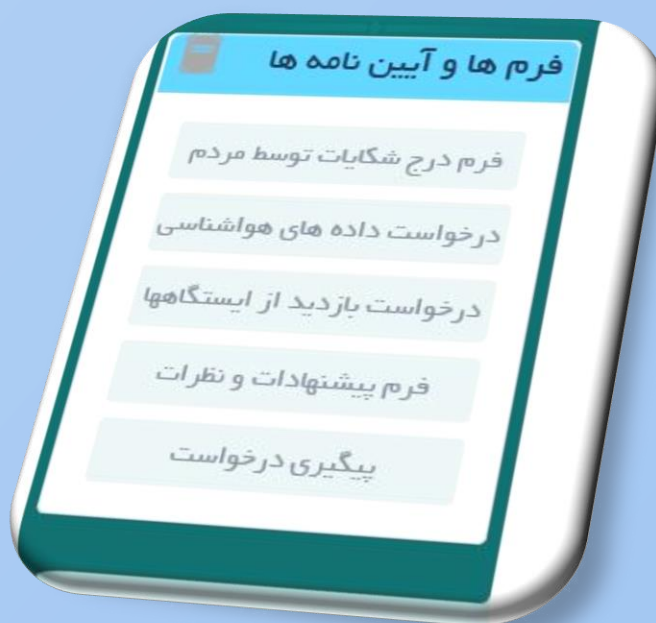 فرم ها و آیین نامه ها
فرم درج شکایات توسط مردم
درخواست داده های هواشناسی
درخواست بازدید از ایستگاهها
فرم پیشنهادات و نظرات
پیگیری درخواست